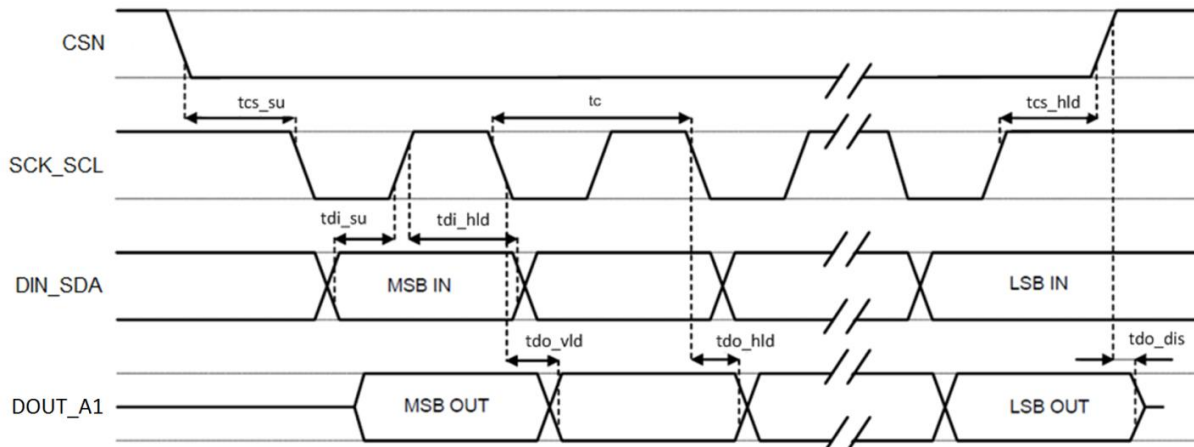 CSN
tcs_su
tc
tcs_hld
SCK_SCL
tdi_su
tdi_hld
DIN_SDA
MSB IN
LSB IN
tdo_vld
tdo_hld
tdo_dis
DOUT_A1
MSB OUT
LSB OUT